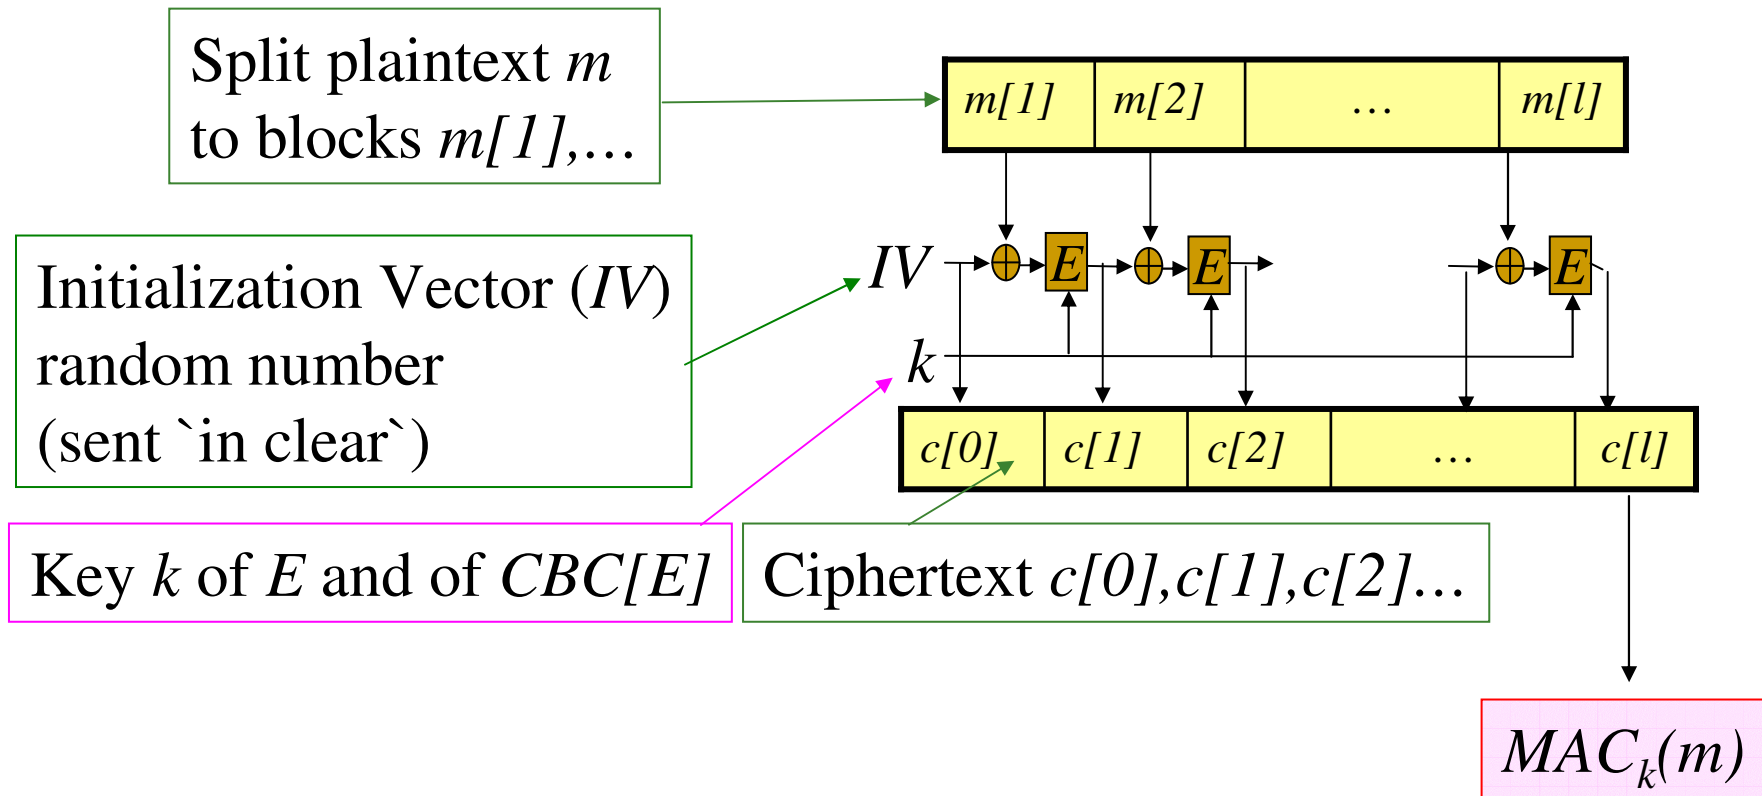 Split plaintext m
to blocks m[1],…
m[1] m[2] … m[l]
Initialization Vector (IV)
random number
(sent `in clear`)
IV E E E
k
c[0] c[1] c[2] … c[l]
Key k of E and of CBC[E]
Ciphertext c[0],c[1],c[2]…
MACk(m)